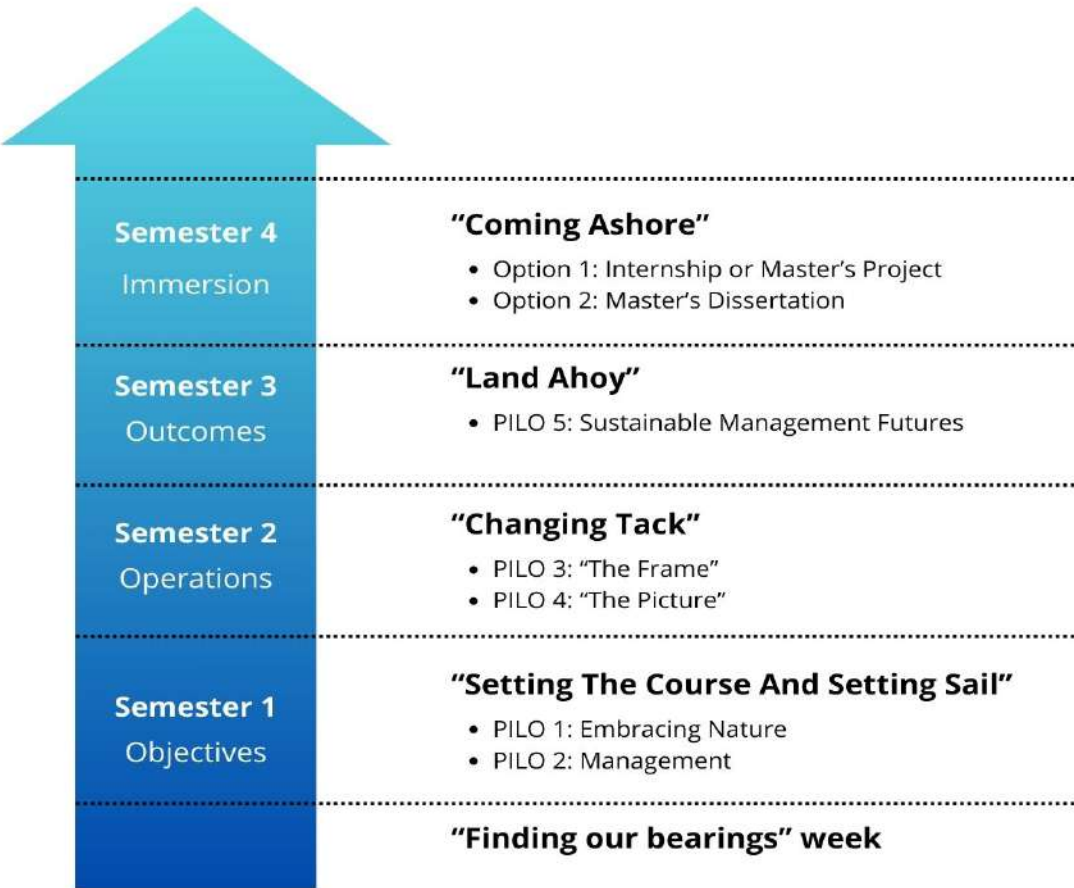 Semester 4
Immersion
“Coming Ashore”
• Option 1: Internship or Master’s Project
• Option 2: Master’s Dissertation
Semester 3
Outcomes
“Land Ahoy”
• PILO 5: Sustainable Management Futures
Semester 2
Operations
“Changing Tack”
• PILO 3: “The Frame”
• PILO 4: “The Picture”
Semester 1
Objectives
“Setting The Course And Setting Sail”
• PILO 1: Embracing Nature
• PILO 2: Management
“Finding our bearings” week